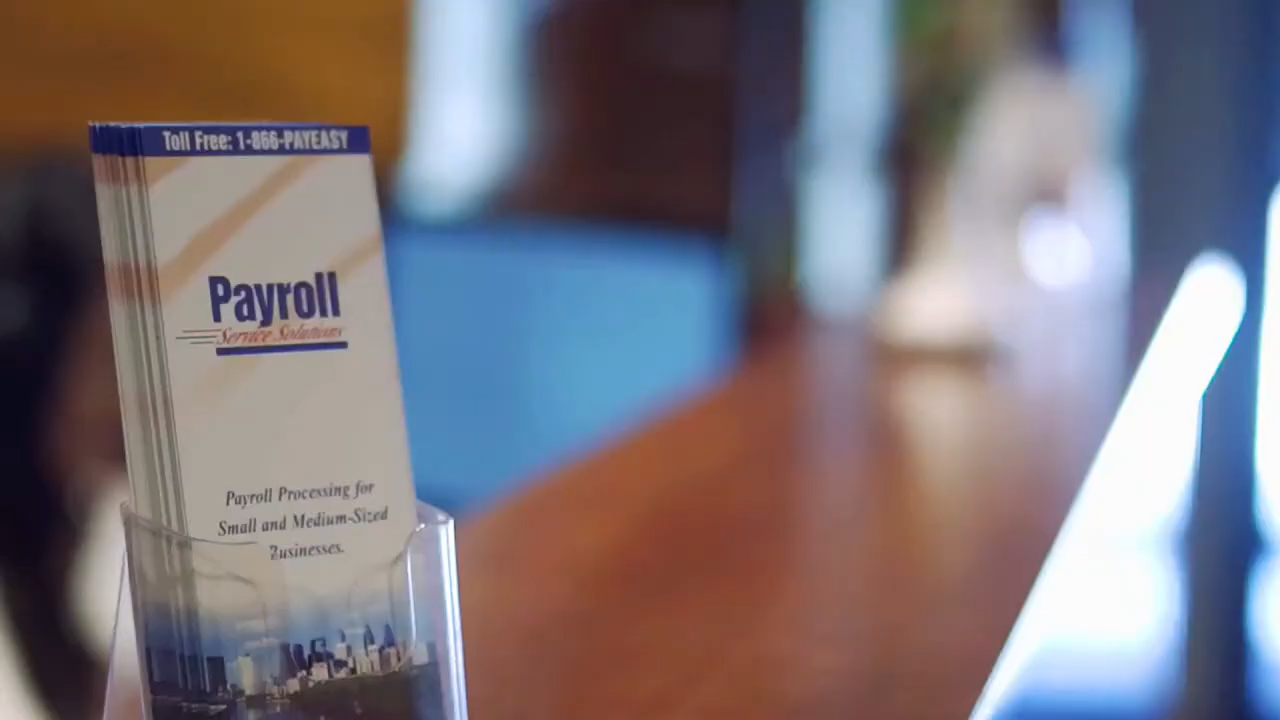 Toll Free: 1-866-PAYEASY
Payroll
Service Solutions
Payroll Processing for
Small and Medium-Sized
Businesses.